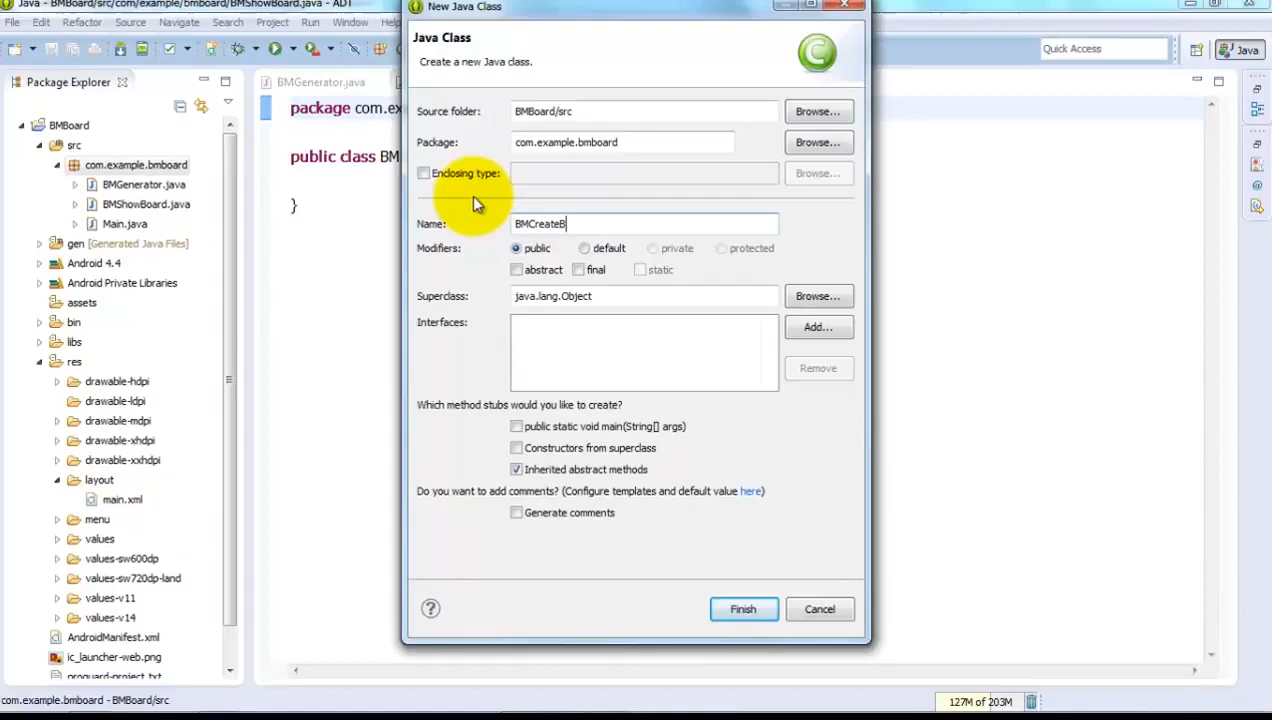 Java - BMBoard/src/com/example/bmboard/BMShowBoard.java - ADT
New Java Class
File Edit Refactor Source Navigate Search Project Run Window Help
Java Class
Create a new Java class.
Quick Access
Java
Package Explorer
BMGenerator.java
BMBoard
src
com.example.bmboard
BMGenerator.java
BMShowBoard.java
Main.java
gen [Generated Java Files]
Android 4.4
Android Private Libraries
assets
bin
libs
res
drawable-hdpi
drawable-ldpi
drawable-mdpi
drawable-xhdpi
drawable-xxhdpi
layout
main.xml
menu
values
values-sw600dp
values-sw720dp-land
values-v11
values-v14
AndroidManifest.xml
ic_launcher-web.png
proguard-project.txt
package com.ex
public class BM
}
Source folder: BMBoard/src Browse...
Package: com.example.bmboard Browse...
Enclosing type: Browse...
Name: BMCreateB
Modifiers: public default private protected
abstract final static
Superclass: java.lang.Object Browse...
Interfaces: Add...
Remove
Which method stubs would you like to create?
public static void main(String[] args)
Constructors from superclass
Inherited abstract methods
Do you want to add comments? (Configure templates and default value here)
Generate comments
? Finish Cancel
com.example.bmboard - BMBoard/src
127M of 203M